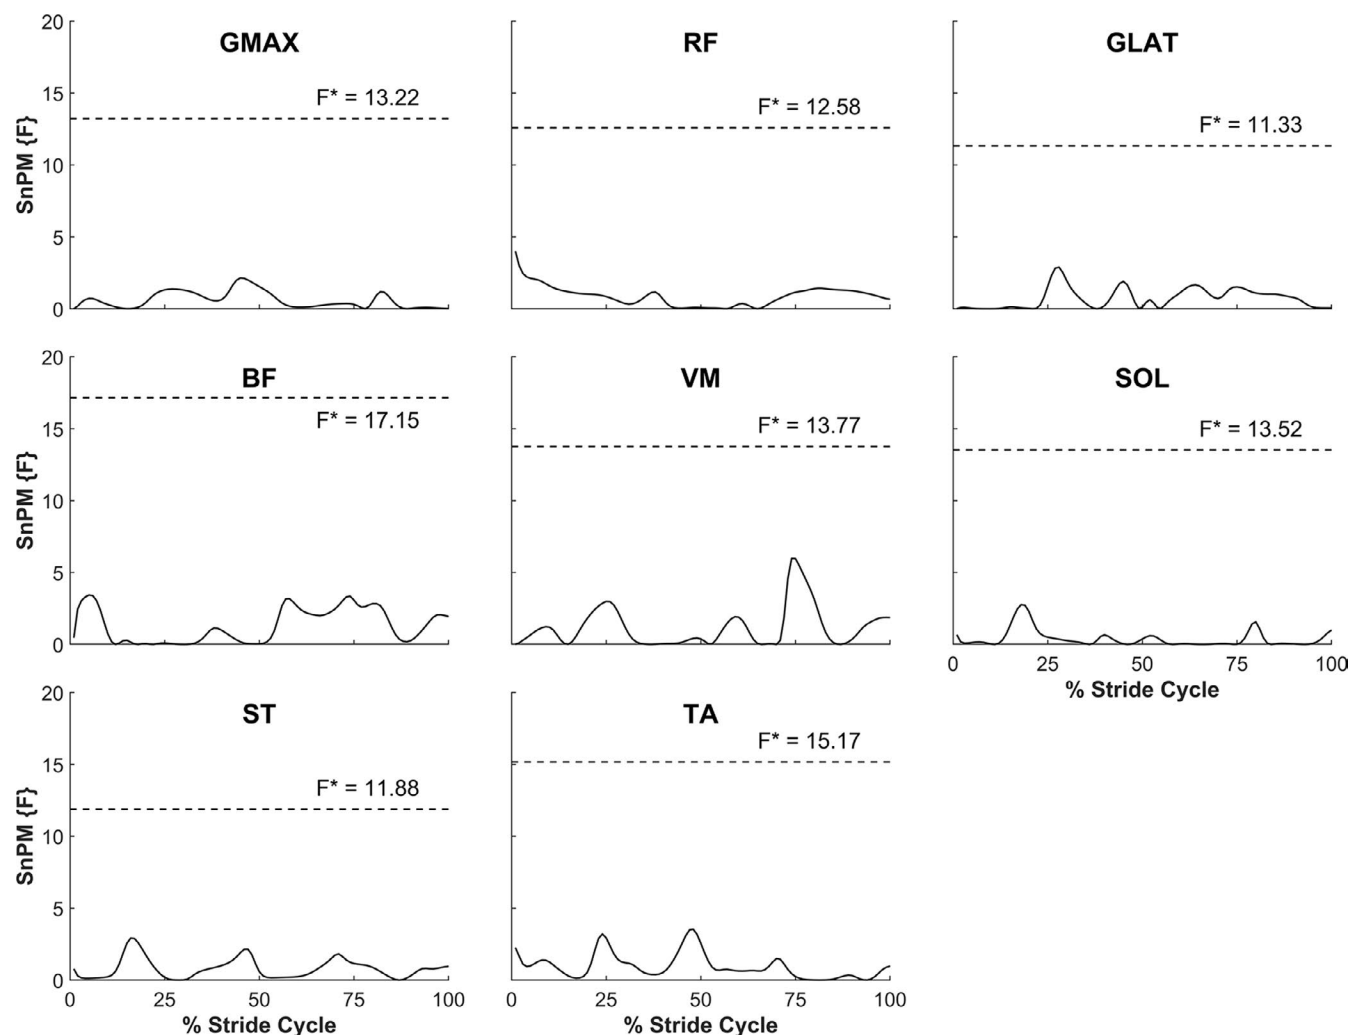 GMAX
20
15
10
5
0
SnPM {F}
F* = 13.22
RF
F* = 12.58
GLAT
F* = 11.33
BF
20
15
10
5
0
SnPM {F}
F* = 17.15
VM
F* = 13.77
SOL
F* = 13.52
0 25 50 75 100
% Stride Cycle
ST
20
15
10
5
0
SnPM {F}
F* = 11.88
0 25 50 75 100
% Stride Cycle
TA
F* = 15.17
0 25 50 75 100
% Stride Cycle